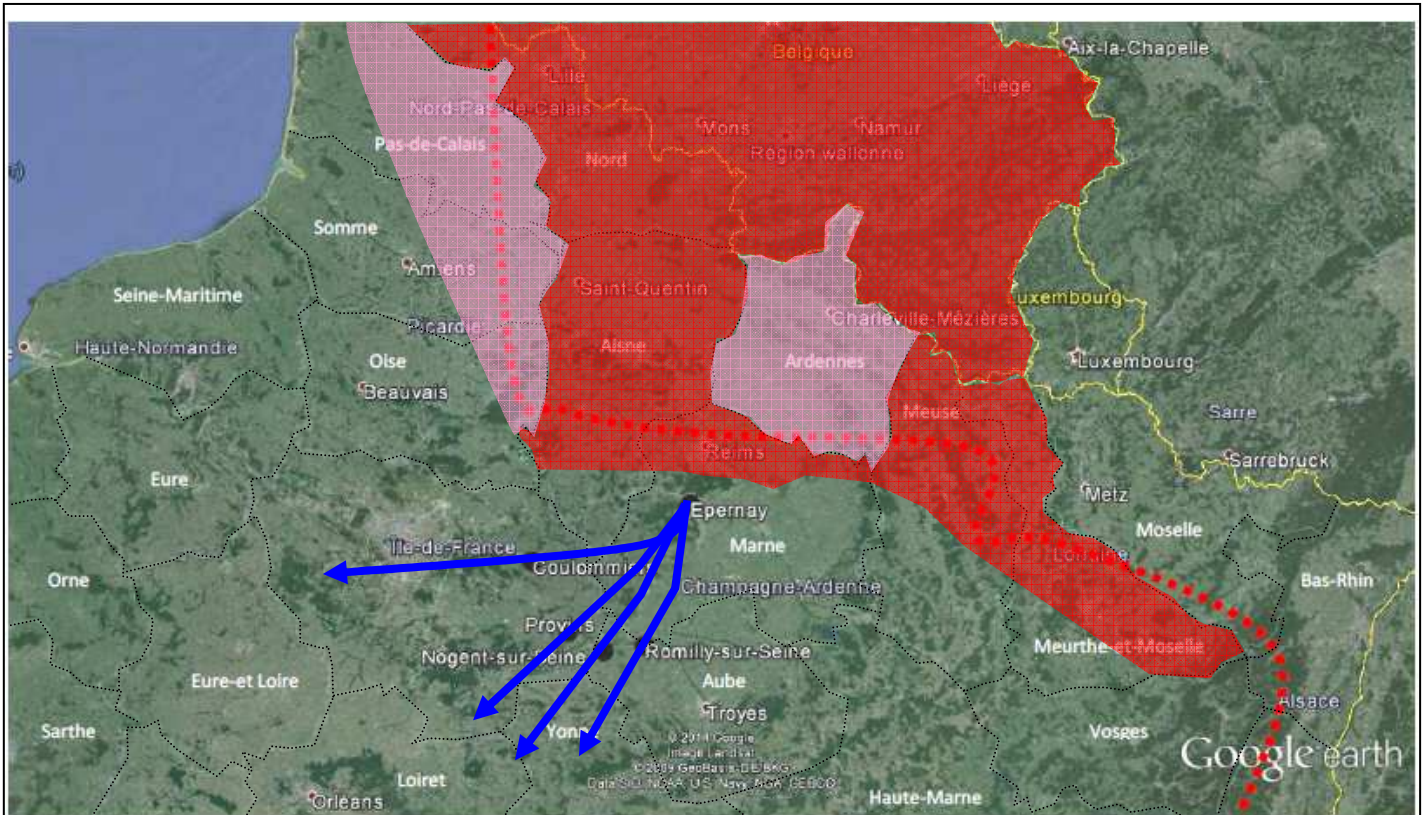 Belgique
Aix-la-Chapelle
Lille
Liège
Nord-Pas-de-Calais
Mons
Namur
Pas-de-Calais
Région wallonne
Nord
Somme
Amiens
Saint-Quentin
Seine-Maritime
Luxembourg
Charleville-Mézières
Picardie
Haute-Normandie
Aisne
Oise
Ardennes
Luxembourg
Beauvais
Meuse
Sarre
Reims
Sarrebruck
Eure
Metz
Epernay
Moselle
Marne
Île-de-France
Lorraine
Coulommiers
Orne
Bas-Rhin
Champagne-Ardenne
Provins
Nogent-sur-Seine
Romilly-sur-Seine
Meurthe-et-Moselle
Eure-et Loire
Aube
Alsace
Troyes
Sarthe
Yonne
Vosges
© 2014 Google
Image Landsat
© 2009 GeoBasis-DE/BKG
Data SIO, NOAA, U.S. Navy, NGA, GEBCO
Google earth
Loiret
Orléans
Haute-Marne